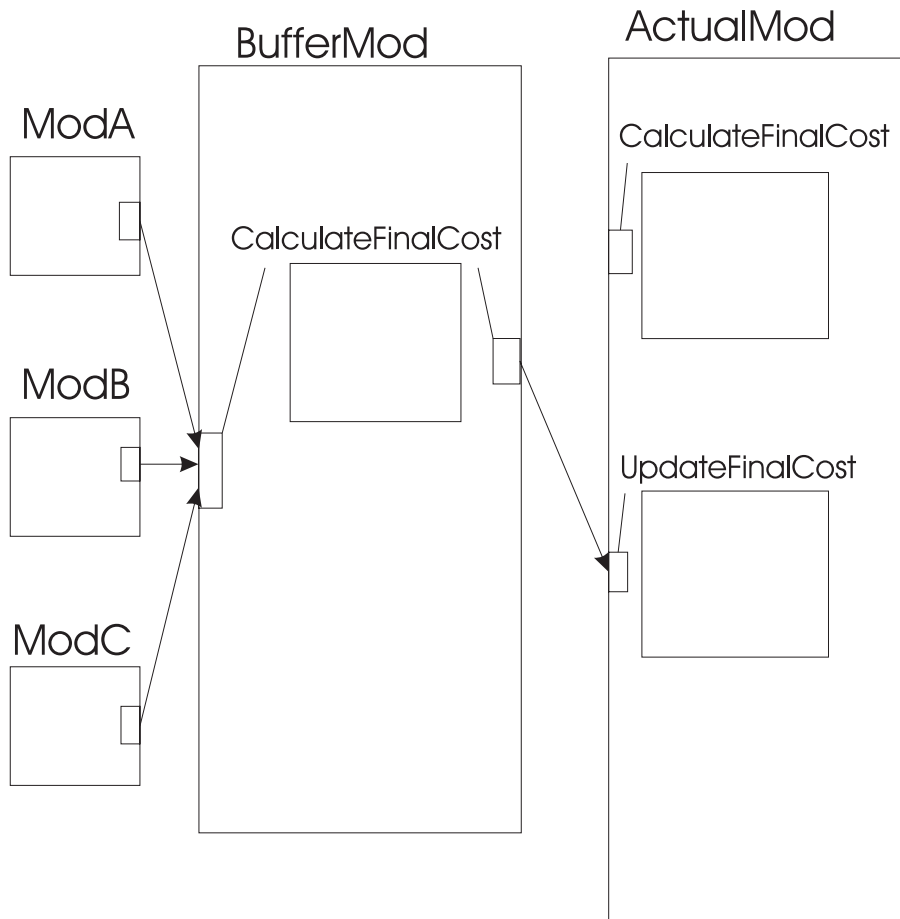 BufferMod
ActualMod
ModA
CalculateFinalCost
CalculateFinalCost
ModB
UpdateFinalCost
ModC